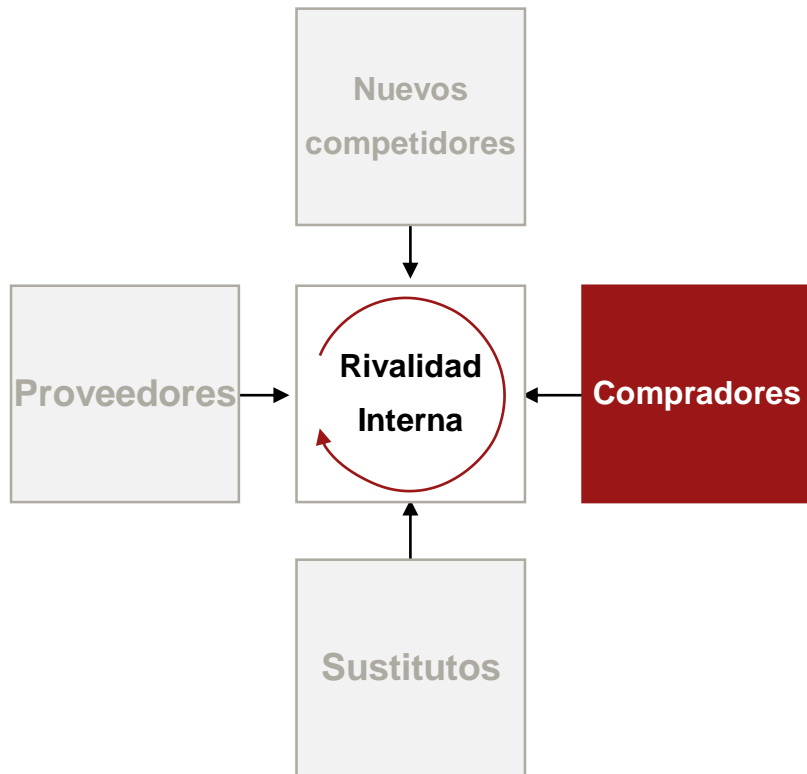 Nuevos
competidores
Proveedores
Rivalidad
Interna
Compradores
Sustitutos